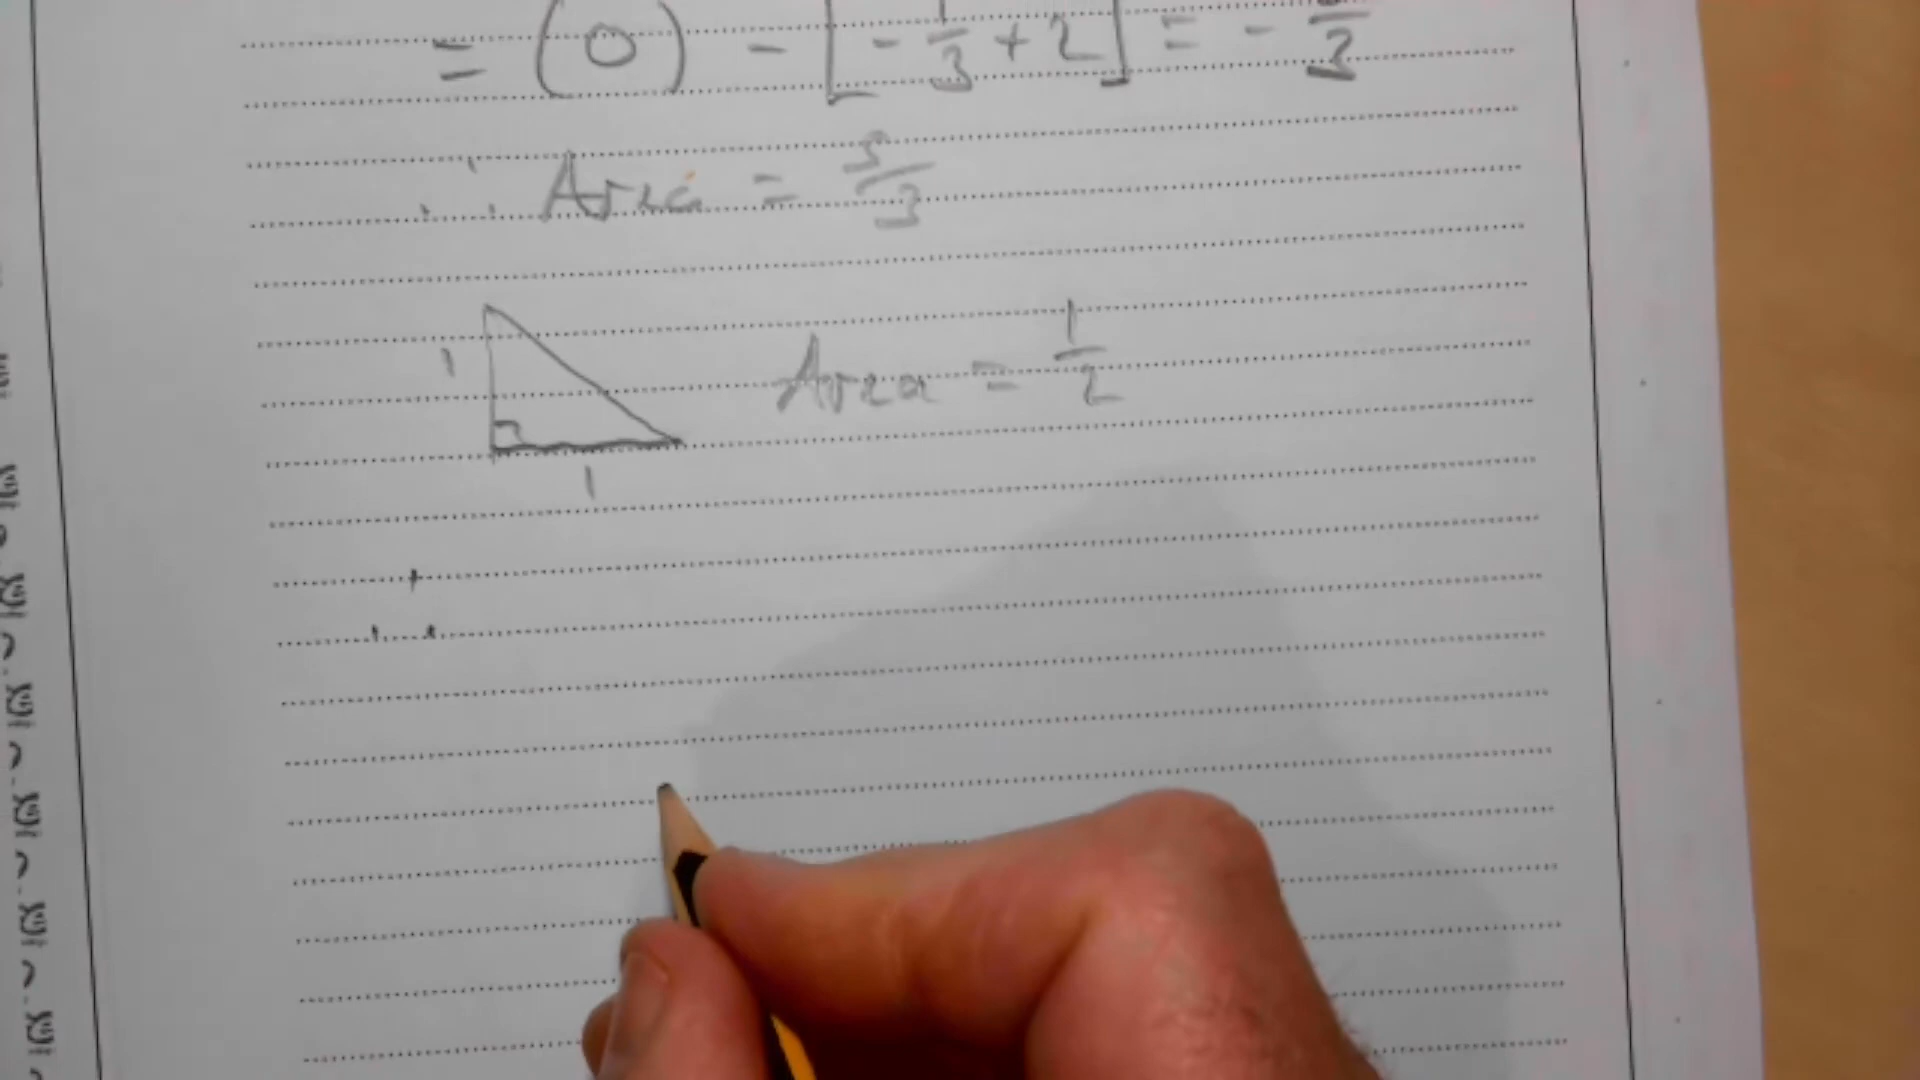 = (0) - [-1/3 + 2] = - 5/3
∴ Area = 5/3
1
Area = 1/2
1
∴